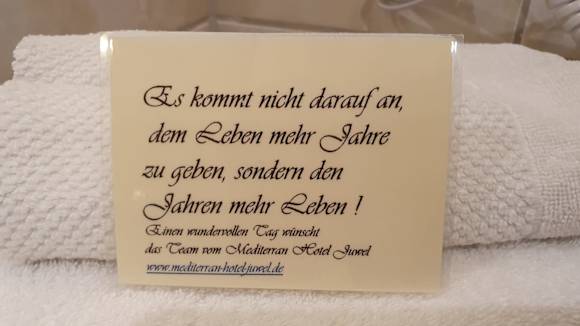 Es kommt nicht darauf an,
dem Leben mehr Jahre
zu geben, sondern den
Jahren mehr Leben !
Einen wundervollen Tag wünscht
das Team vom Mediterran Hotel Juwel
www.mediterran-hotel-juwel.de